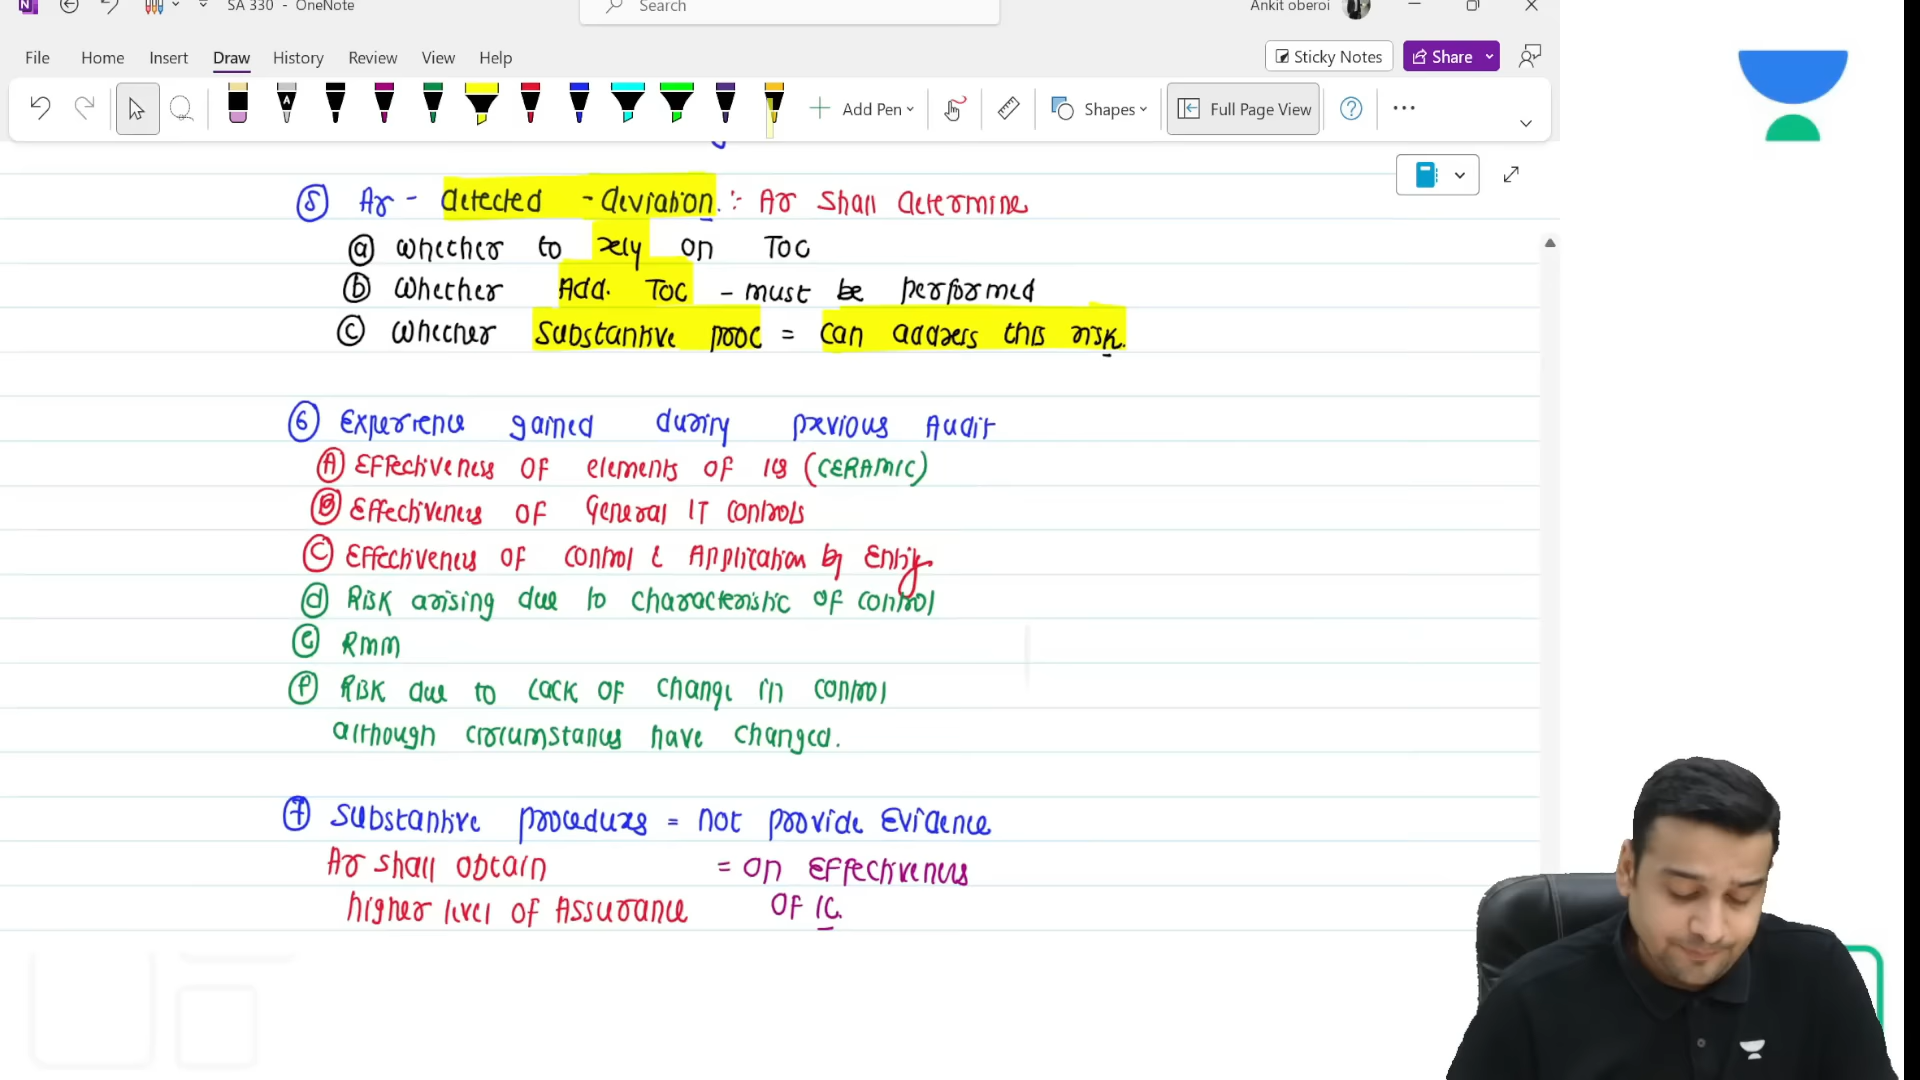 SA 330 - OneNote
Search
Ankit oberoi
File Home Insert Draw History Review View Help
Sticky Notes
Share
Add Pen
Shapes
Full Page View
⑤ Ar - detected - deviation. ∵ Ar Shall determine
ⓐ Whether to rely on TOC
ⓑ Whether Add. TOC - must be performed
ⓒ Whether Substantive proc = Can address this risk.
⑥ Experience gained during previous Audit
Ⓐ Effectiveness of elements of IC (CERAMIC)
Ⓑ Effectiveness of General IT Controls
Ⓒ Effectiveness of Control & Application by Entity
ⓓ Risk arising due to characteristic of control
ⓔ RMM
ⓕ Risk due to lack of change in control
although circumstances have changed.
⑦ Substantive procedures = not provide Evidence
Ar shall obtain = on Effectiveness
higher level of Assurance of IC.